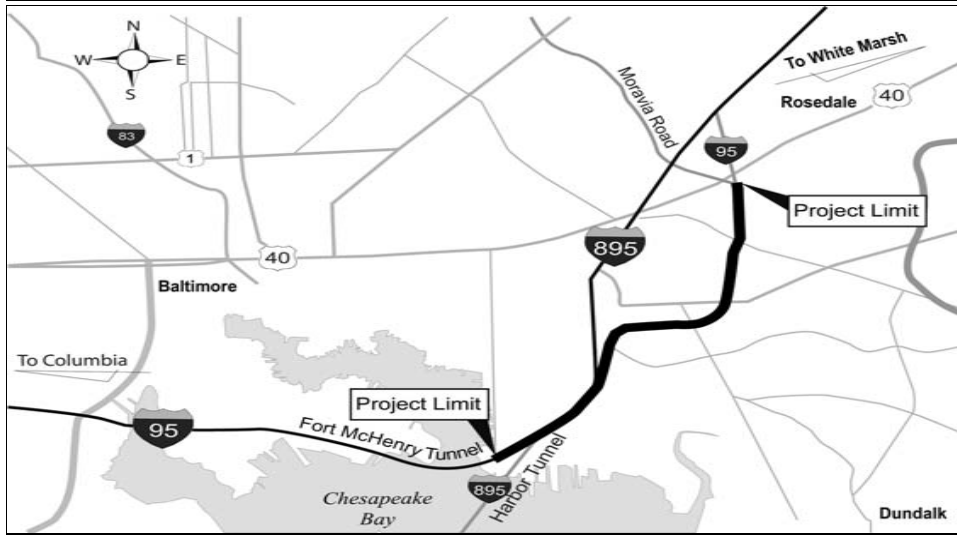 N
W E
S
83
1
40
Baltimore
To Columbia
95
Fort McHenry Tunnel
Project Limit
895
Harbor Tunnel
Chesapeake
Bay
Moravia Road
To White Marsh
Rosedale
40
95
Project Limit
895
Dundalk